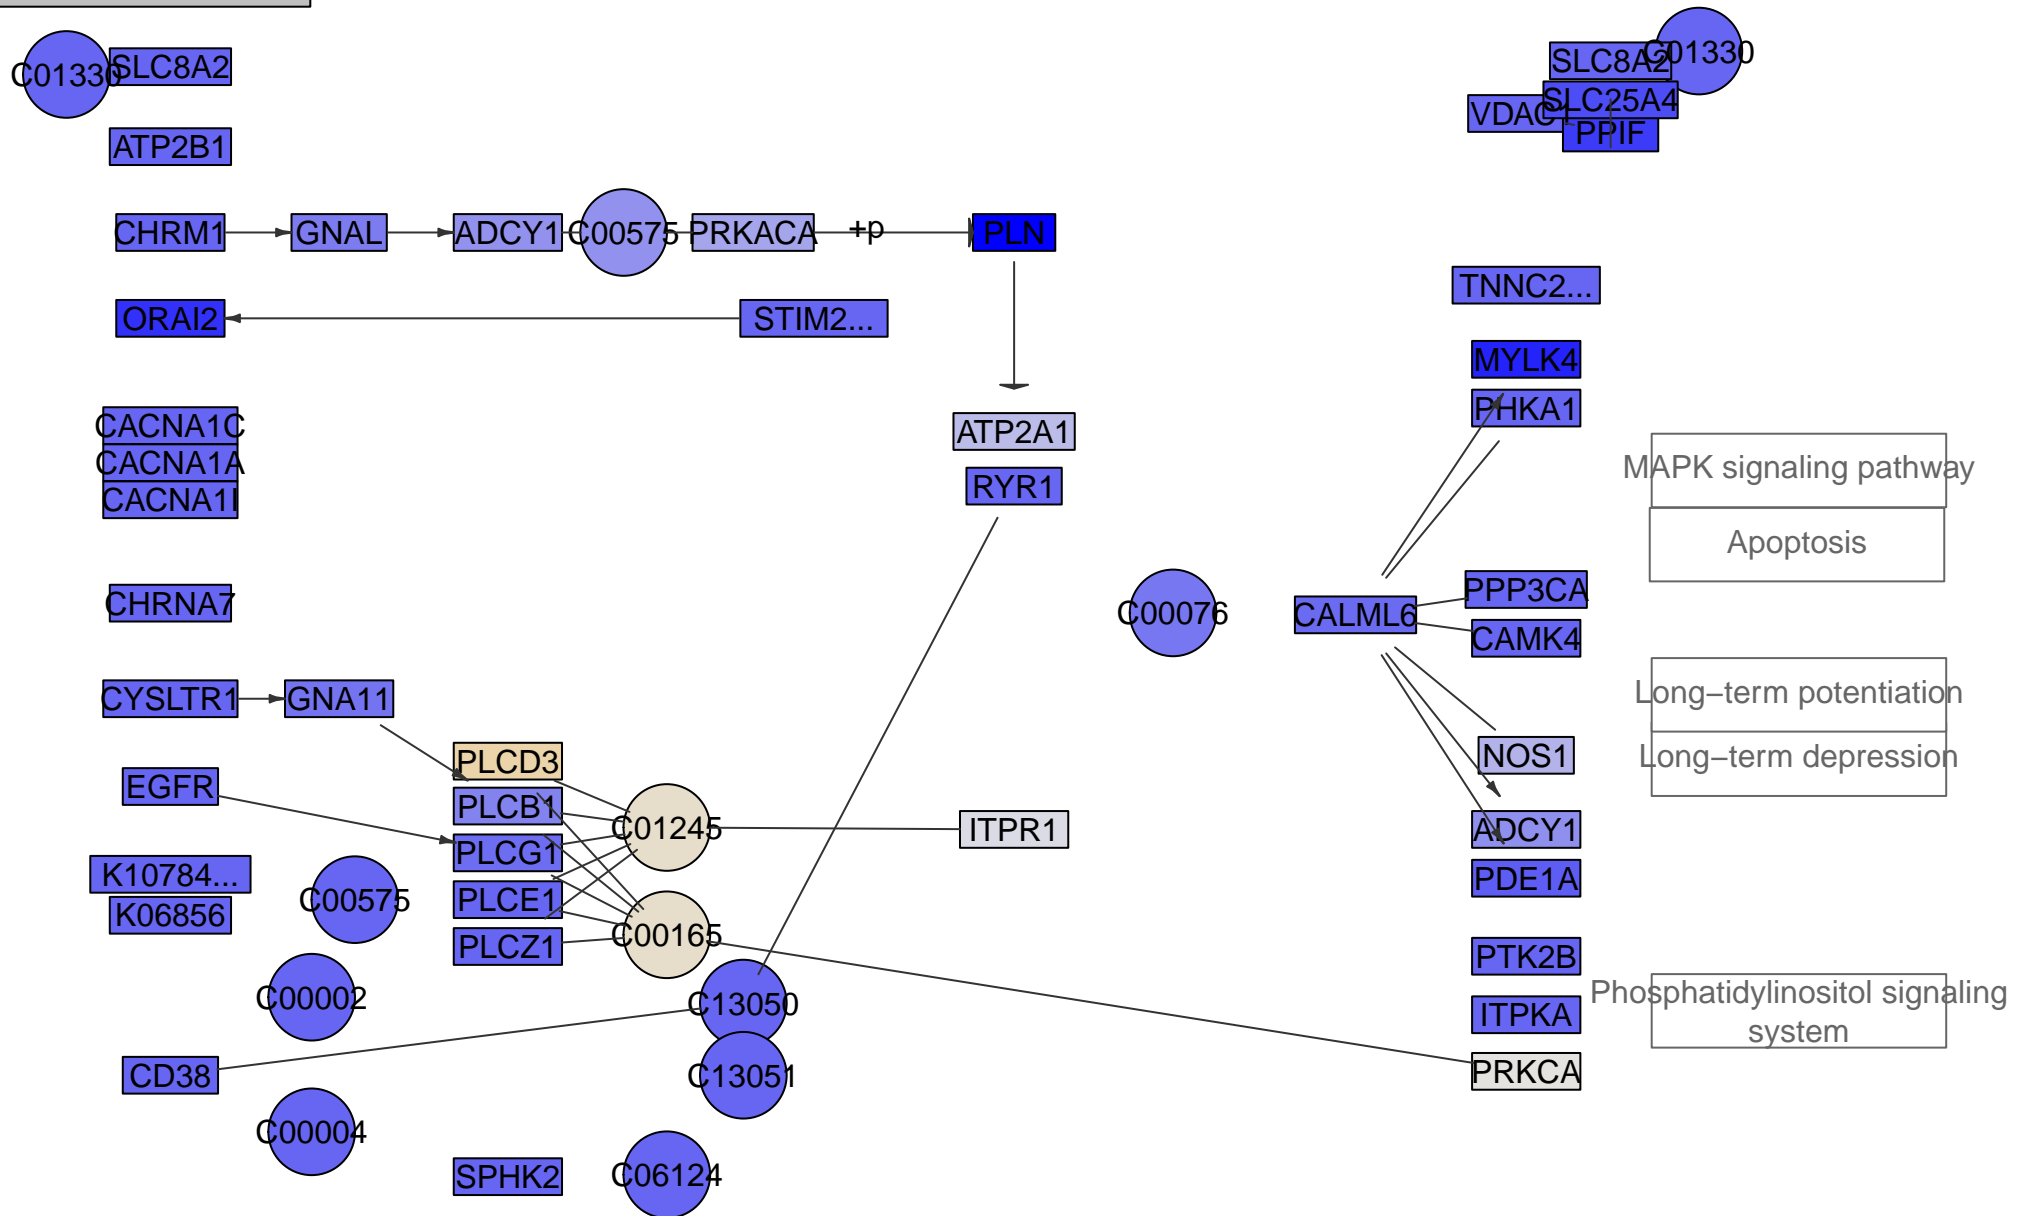 C01330
SLC8A2
SLC8A2
C01330
SLC25A4
VDAC1
PPIF
ATP2B1
CHRM1
GNAL
ADCY1
C00575
PRKACA
+p
PLN
TNNC2...
ORAI2
STIM2...
MYLK4
PHKA1
CACNA1C
CACNA1A
CACNA1I
ATP2A1
RYR1
MAPK signaling pathway
Apoptosis
CHRNA7
C00076
CALML6
PPP3CA
CAMK4
CYSLTR1
GNA11
Long−term potentiation
Long−term depression
NOS1
PLCD3
EGFR
PLCB1
PLCG1
PLCE1
PLCZ1
C01245
C00165
ITPR1
ADCY1
PDE1A
K10784...
K06856
C00575
C00002
C13050
C13051
PTK2B
ITPKA
PRKCA
Phosphatidylinositol signaling
system
CD38
C00004
SPHK2
C06124